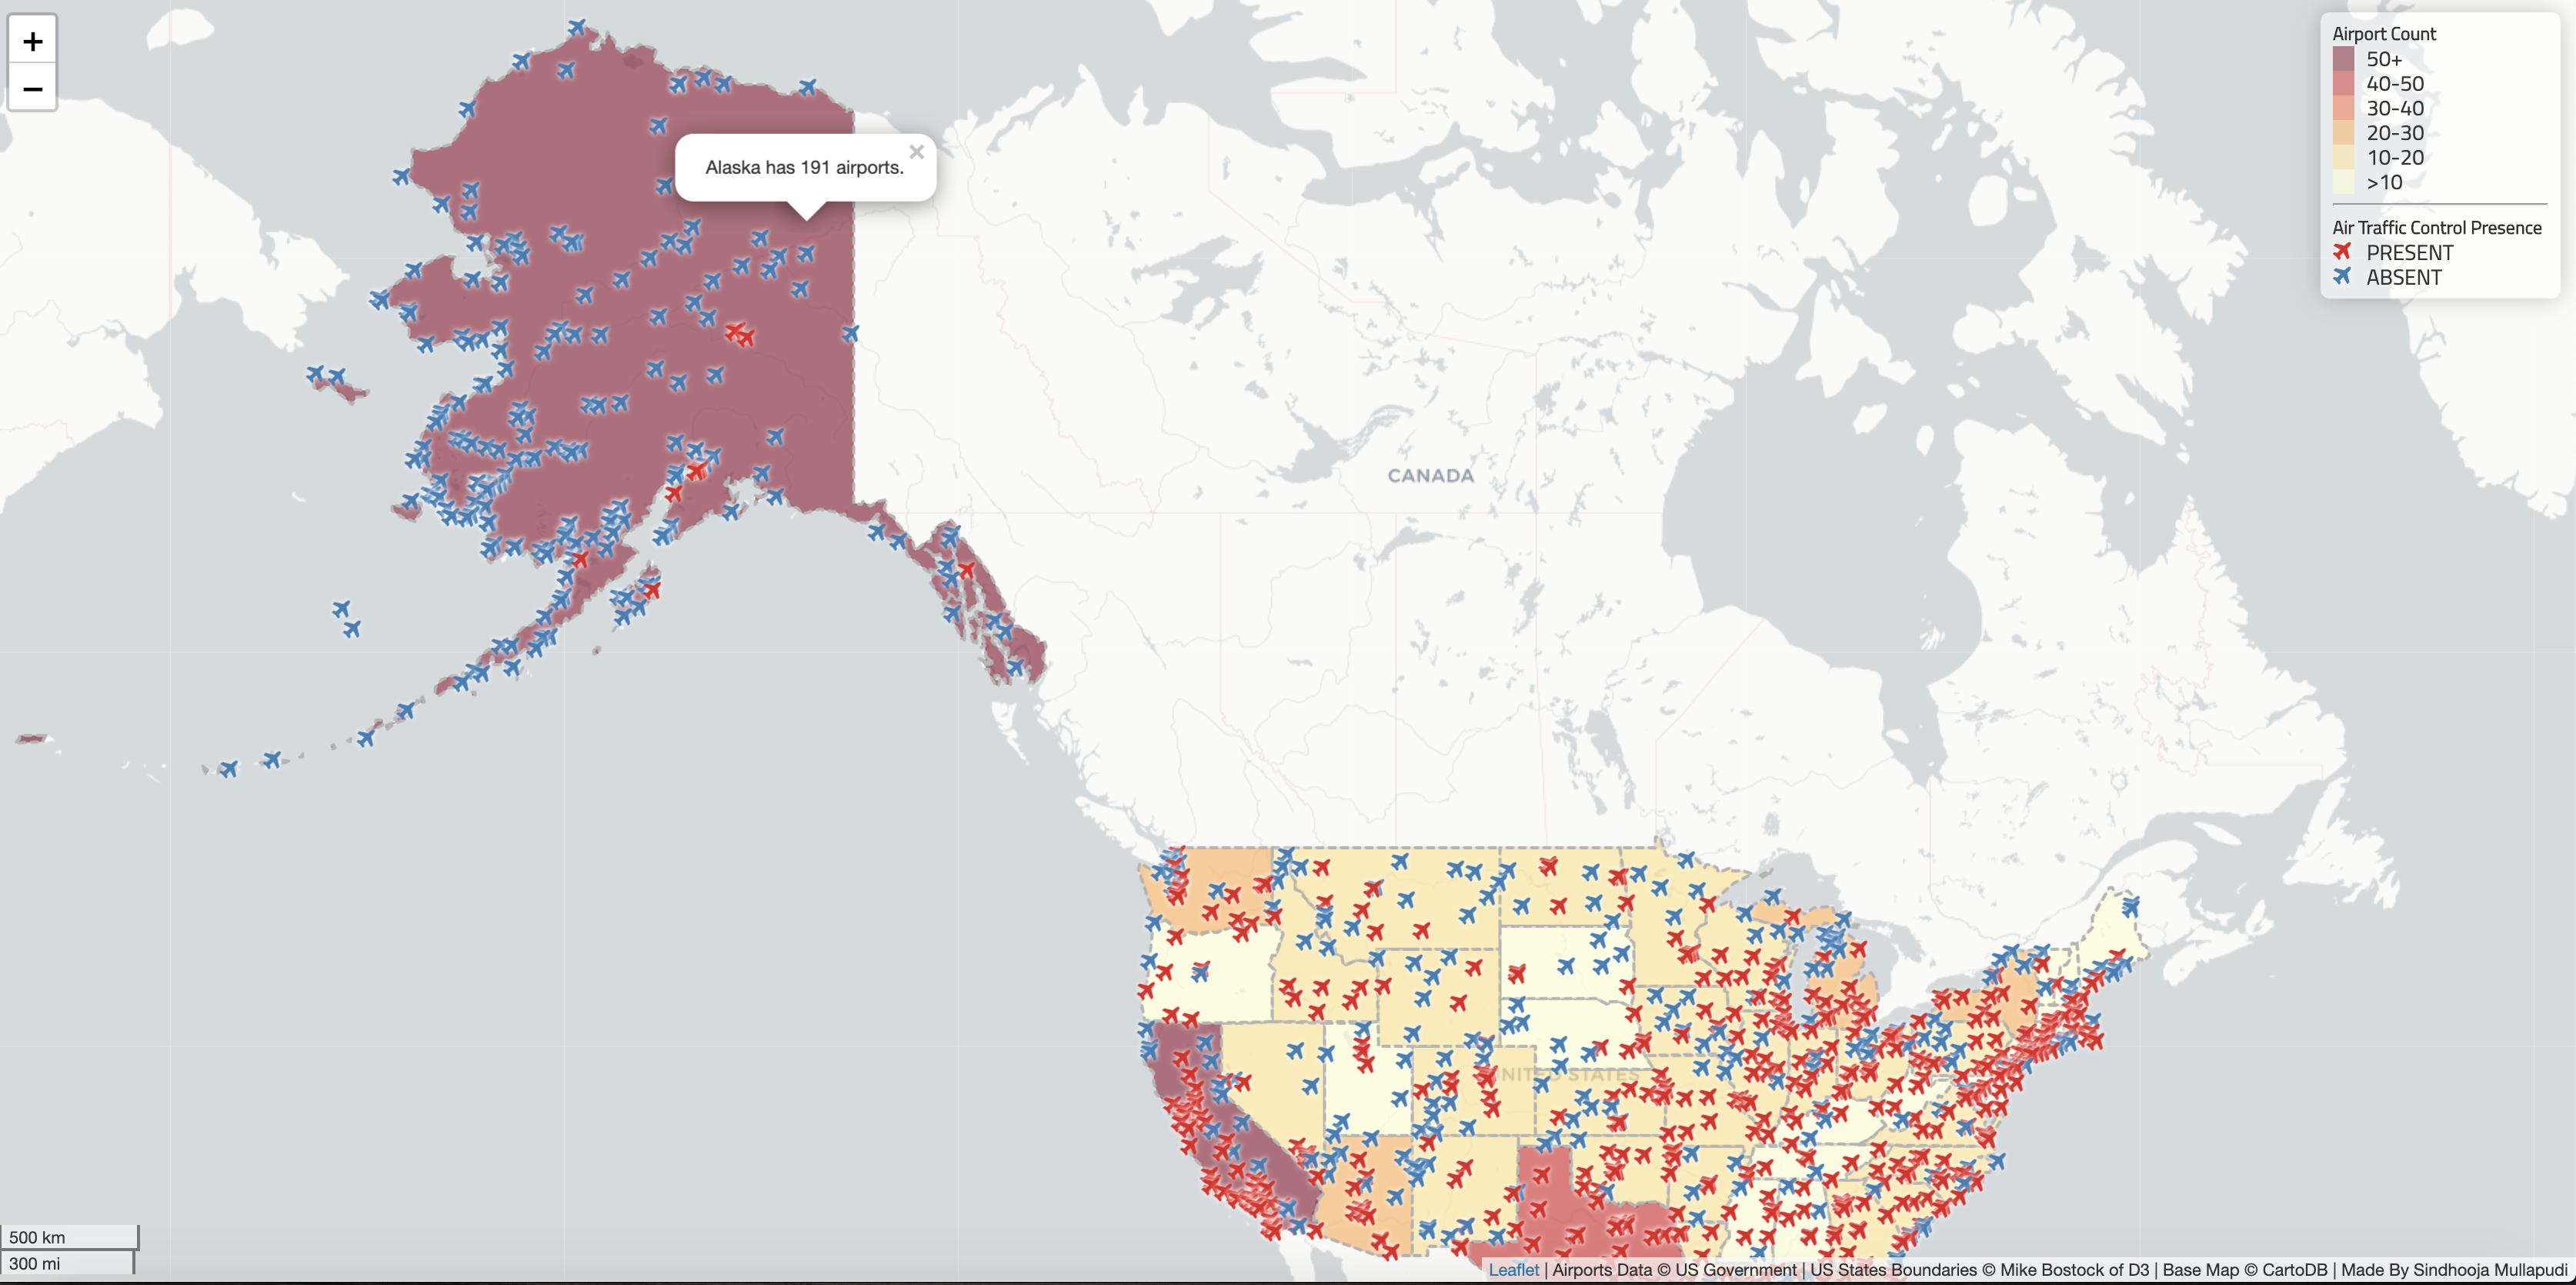 +
−
Alaska has 191 airports.
×
Airport Count
50+
40-50
30-40
20-30
10-20
>10
Air Traffic Control Presence
PRESENT
ABSENT
CANADA
UNITED STATES
500 km
300 mi
Leaflet | Airports Data © US Government | US States Boundaries © Mike Bostock of D3 | Base Map © CartoDB | Made By Sindhooja Mullapudi